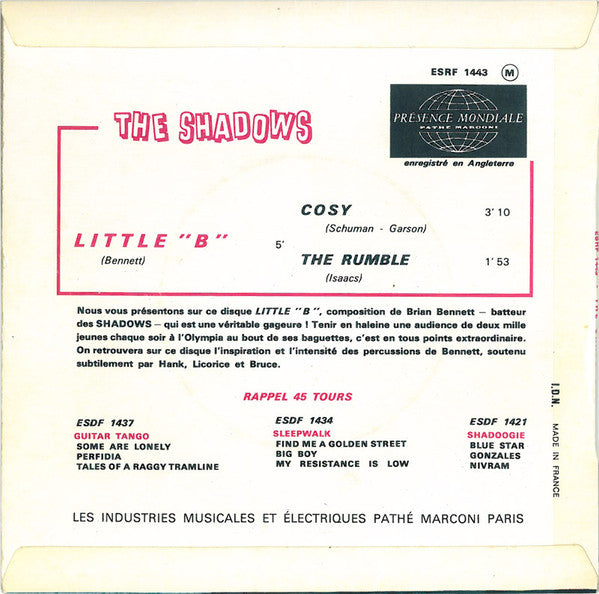 ESRF 1443 M
THE SHADOWS
PRÉSENCE MONDIALE
PATHÉ MARCONI
enregistré en Angleterre
COSY 3' 10
(Schuman - Garson)
LITTLE "B" 5'
(Bennett)
THE RUMBLE 1' 53
(Isaacs)
Nous vous présentons sur ce disque LITTLE "B", composition de Brian Bennett – batteur
des SHADOWS – qui est une véritable gageure ! Tenir en haleine une audience de deux mille
jeunes chaque soir à l'Olympia au bout de ses baguettes, c'est en tous points extraordinaire.
On retrouvera sur ce disque l'inspiration et l'intensité des percussions de Bennett, soutenu
subtilement par Hank, Licorice et Bruce.
RAPPEL 45 TOURS
ESDF 1437
GUITAR TANGO
SOME ARE LONELY
PERFIDIA
TALES OF A RAGGY TRAMLINE
ESDF 1434
SLEEPWALK
FIND ME A GOLDEN STREET
BIG BOY
MY RESISTANCE IS LOW
ESDF 1421
SHADOOGIE
BLUE STAR
GONZALES
NIVRAM
I.D.N. MADE IN FRANCE
LES INDUSTRIES MUSICALES ET ÉLECTRIQUES PATHÉ MARCONI PARIS